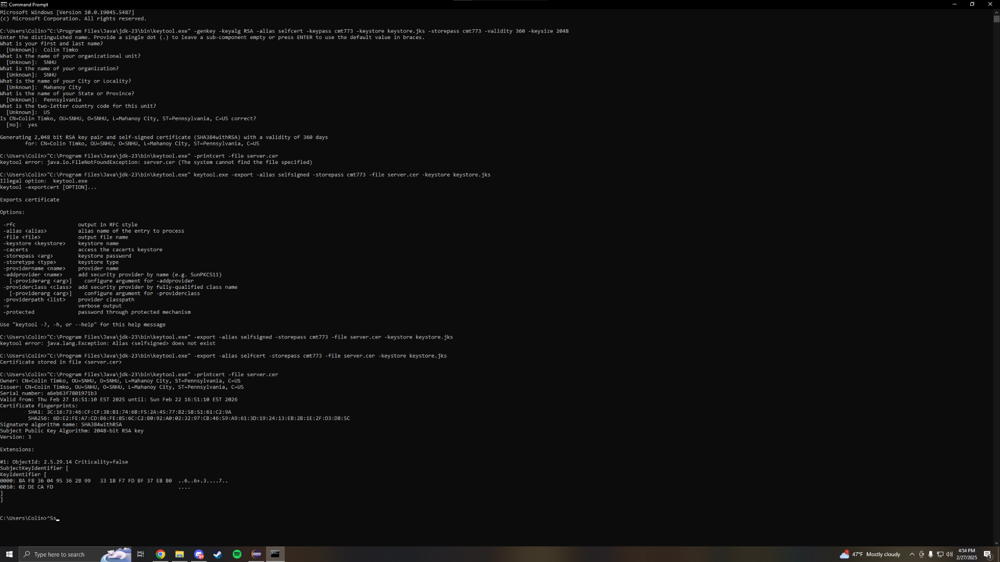 Command Prompt
Microsoft Windows [Version 10.0.19045.5487]
(c) Microsoft Corporation. All rights reserved.
C:\Users\Colin>"C:\Program Files\Java\jdk-23\bin\keytool.exe" -genkey -keyalg RSA -alias selfcert -keypass cmt773 -keystore keystore.jks -storepass cmt773 -validity 360 -keysize 2048
Enter the distinguished name. Provide a single dot (.) to leave a sub-component empty or press ENTER to use the default value in braces.
What is your first and last name?
  [Unknown]:  Colin Timko
What is the name of your organizational unit?
  [Unknown]:  SNHU
What is the name of your organization?
  [Unknown]:  SNHU
What is the name of your City or Locality?
  [Unknown]:  Mahanoy City
What is the name of your State or Province?
  [Unknown]:  Pennsylvania
What is the two-letter country code for this unit?
  [Unknown]:  US
Is CN=Colin Timko, OU=SNHU, O=SNHU, L=Mahanoy City, ST=Pennsylvania, C=US correct?
  [no]:  yes
Generating 2,048 bit RSA key pair and self-signed certificate (SHA384withRSA) with a validity of 360 days
        for: CN=Colin Timko, OU=SNHU, O=SNHU, L=Mahanoy City, ST=Pennsylvania, C=US
C:\Users\Colin>"C:\Program Files\Java\jdk-23\bin\keytool.exe" -printcert -file server.cer
keytool error: java.io.FileNotFoundException: server.cer (The system cannot find the file specified)
C:\Users\Colin>"C:\Program Files\Java\jdk-23\bin\keytool.exe" keytool.exe -export -alias selfsigned -storepass cmt773 -file server.cer -keystore keystore.jks
Illegal option:  keytool.exe
keytool -exportcert [OPTION]...
Exports certificate
Options:
 -rfc                    output in RFC style
 -alias <alias>          alias name of the entry to process
 -file <file>            output file name
 -keystore <keystore>    keystore name
 -cacerts                access the cacerts keystore
 -storepass <arg>        keystore password
 -storetype <type>       keystore type
 -providername <name>    provider name
 -addprovider <name>     add security provider by name (e.g. SunPKCS11)
   [-providerarg <arg>]    configure argument for -addprovider
 -providerclass <class>  add security provider by fully-qualified class name
   [-providerarg <arg>]    configure argument for -providerclass
 -providerpath <list>    provider classpath
 -v                      verbose output
 -protected              password through protected mechanism
Use "keytool -?, -h, or --help" for this help message
C:\Users\Colin>"C:\Program Files\Java\jdk-23\bin\keytool.exe" -export -alias selfsigned -storepass cmt773 -file server.cer -keystore keystore.jks
keytool error: java.lang.Exception: Alias <selfsigned> does not exist
C:\Users\Colin>"C:\Program Files\Java\jdk-23\bin\keytool.exe" -export -alias selfcert -storepass cmt773 -file server.cer -keystore keystore.jks
Certificate stored in file <server.cer>
C:\Users\Colin>"C:\Program Files\Java\jdk-23\bin\keytool.exe" -printcert -file server.cer
Owner: CN=Colin Timko, OU=SNHU, O=SNHU, L=Mahanoy City, ST=Pennsylvania, C=US
Issuer: CN=Colin Timko, OU=SNHU, O=SNHU, L=Mahanoy City, ST=Pennsylvania, C=US
Serial number: a6eb63f7801971b3
Valid from: Thu Feb 27 16:51:10 EST 2025 until: Sun Feb 22 16:51:10 EST 2026
Certificate fingerprints:
         SHA1: 3C:16:73:46:CF:CF:38:B1:74:6B:F5:2A:45:77:B2:58:51:61:C2:9A
         SHA256: 6D:E2:FE:A7:CD:B6:FE:85:6C:C2:B0:92:A0:02:32:97:CB:46:59:A9:61:3D:19:24:13:EB:2B:1E:2F:D3:D8:5C
Signature algorithm name: SHA384withRSA
Subject Public Key Algorithm: 2048-bit RSA key
Version: 3
Extensions:
#1: ObjectId: 2.5.29.14 Criticality=false
SubjectKeyIdentifier [
KeyIdentifier [
0000: 8A F8 36 04 95 36 2B 99   33 18 F7 FD BF 37 E8 B0  ..6..6+.3....7..
0010: 02 DE CA FD                                        ....
]
]
C:\Users\Colin>^Ss
Type here to search
9+
1
47°F Mostly cloudy
4:54 PM
2/27/2025
1